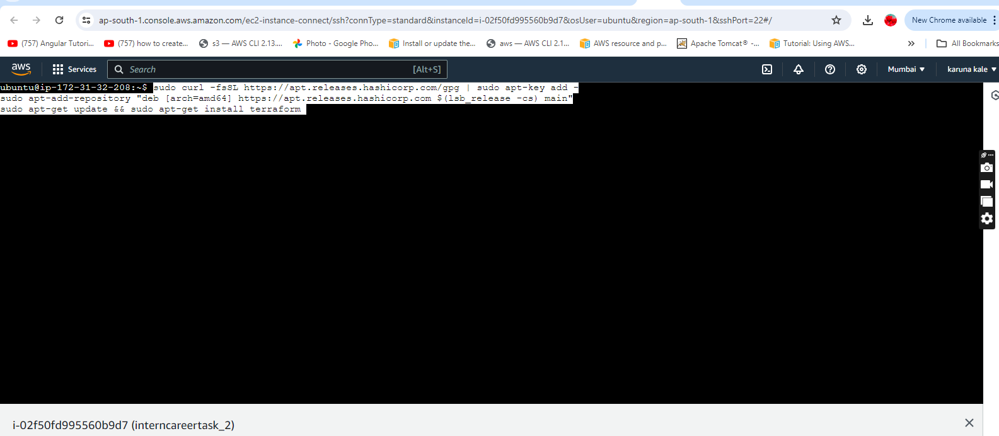 ap-south-1.console.aws.amazon.com/ec2-instance-connect/ssh?connType=standard&instanceId=i-02f50fd995560b9d7&osUser=ubuntu&region=ap-south-1&sshPort=22#/
New Chrome available
(757) Angular Tutori...
(757) how to create...
s3 — AWS CLI 2.13....
Photo - Google Pho...
Install or update the...
aws — AWS CLI 2.1...
AWS resource and p...
Apache Tomcat® -...
Tutorial: Using AWS...
All Bookmarks
aws
Services
Search
[Alt+S]
Mumbai
karuna kale
ubuntu@ip-172-31-32-208:~$ sudo curl -fsSL https://apt.releases.hashicorp.com/gpg | sudo apt-key add -
sudo apt-add-repository "deb [arch=amd64] https://apt.releases.hashicorp.com $(lsb_release -cs) main"
sudo apt-get update && sudo apt-get install terraform
i-02f50fd995560b9d7 (interncareertask_2)